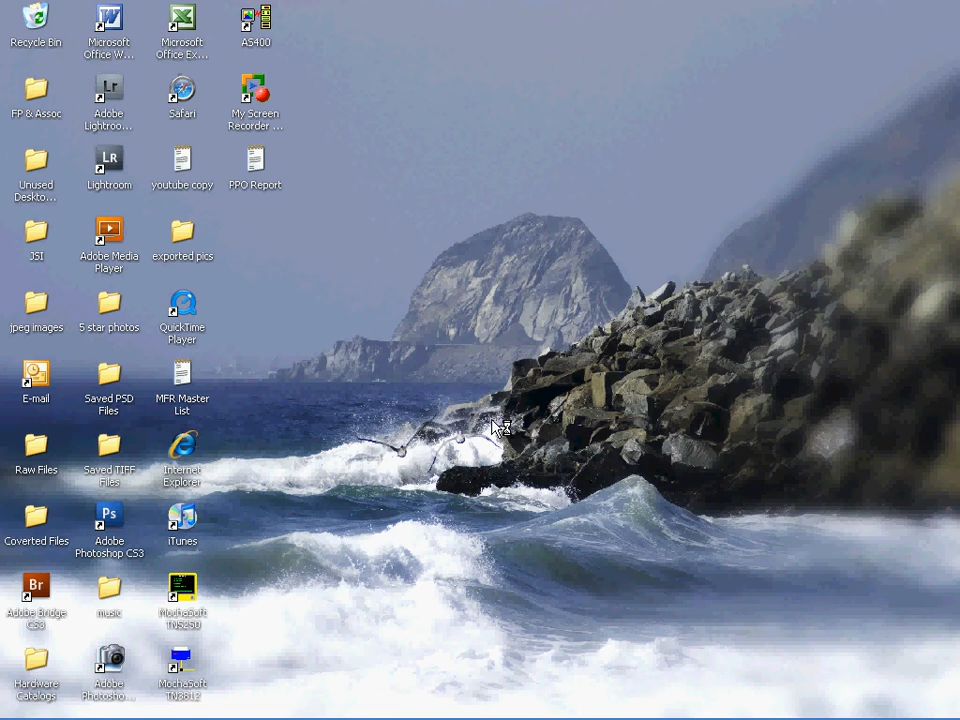 Recycle Bin
Microsoft
Office W...
Microsoft
Office Ex...
AS400
FP & Assoc
Adobe
Lightroo...
Safari
My Screen
Recorder ...
Unused
Deskto...
Lightroom
youtube copy
PPO Report
JSI
Adobe Media
Player
exported pics
jpeg images
5 star photos
QuickTime
Player
E-mail
Saved PSD
Files
MFR Master
List
Raw Files
Saved TIFF
Files
Internet
Explorer
Coverted Files
Adobe
Photoshop CS3
iTunes
Adobe Bridge
CS3
music
MochaSoft
TN5250
Hardware
Catalogs
Adobe
Photosho...
MochaSoft
TN3812